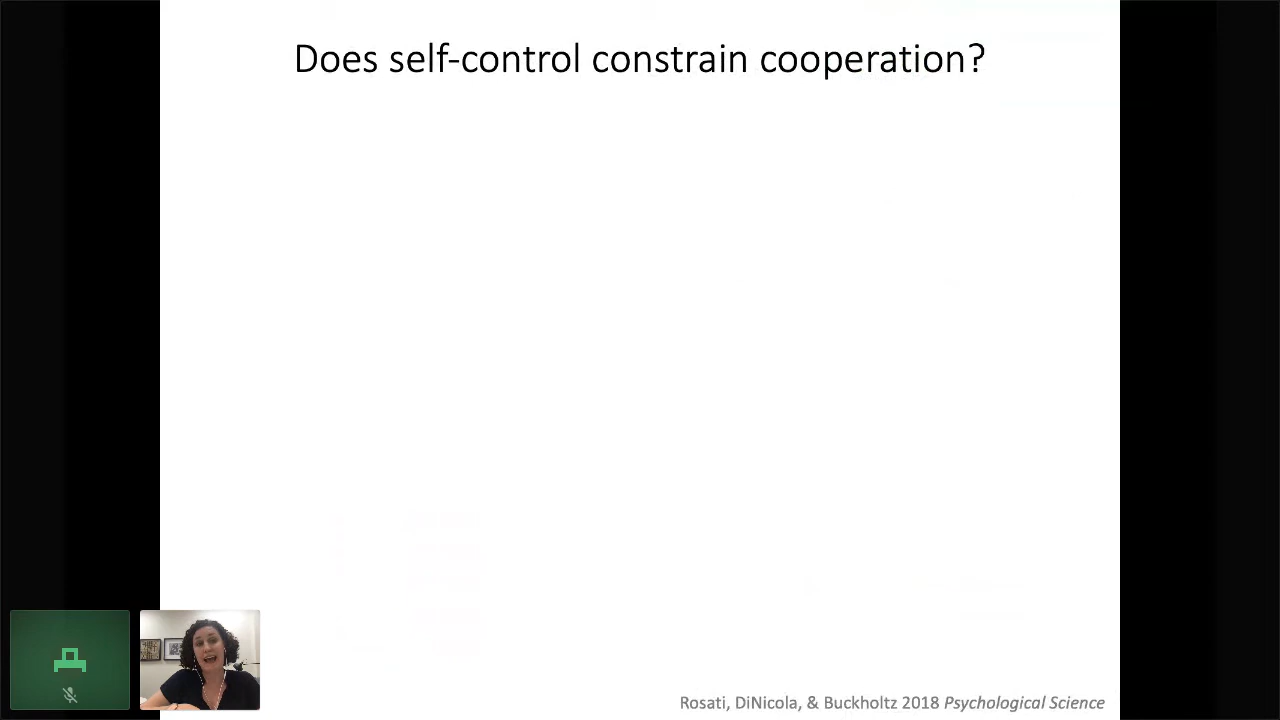 Does self-control constrain cooperation?
Rosati, DiNicola, & Buckholtz 2018 Psychological Science